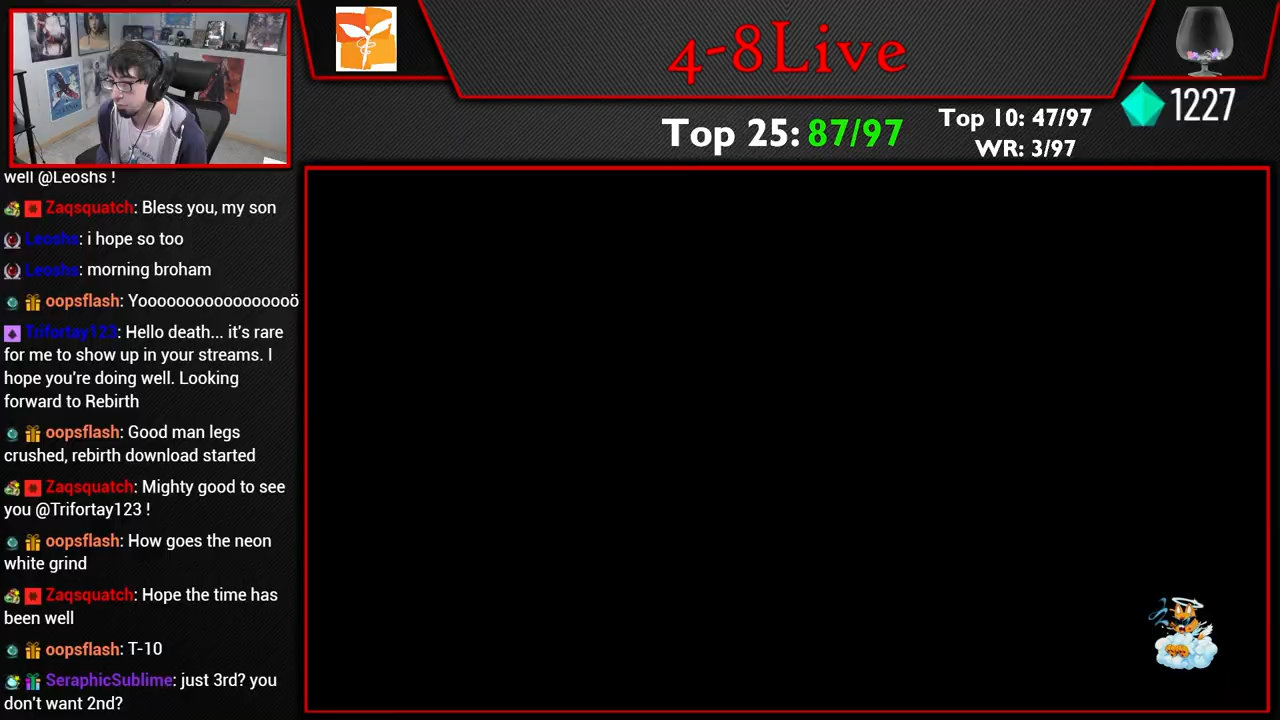 4-8Live
1227
Top 25: 87/97
Top 10: 47/97
WR: 3/97
well @Leoshs !
Zaqsquatch: Bless you, my son
Leoshs: i hope so too
Leoshs: morning broham
oopsflash: Yooooooooooooooooö
Trifortay123: Hello death... it's rare
for me to show up in your streams. I
hope you're doing well. Looking
forward to Rebirth
oopsflash: Good man legs
crushed, rebirth download started
Zaqsquatch: Mighty good to see
you @Trifortay123 !
oopsflash: How goes the neon
white grind
Zaqsquatch: Hope the time has
been well
oopsflash: T-10
SeraphicSublime: just 3rd? you
don't want 2nd?